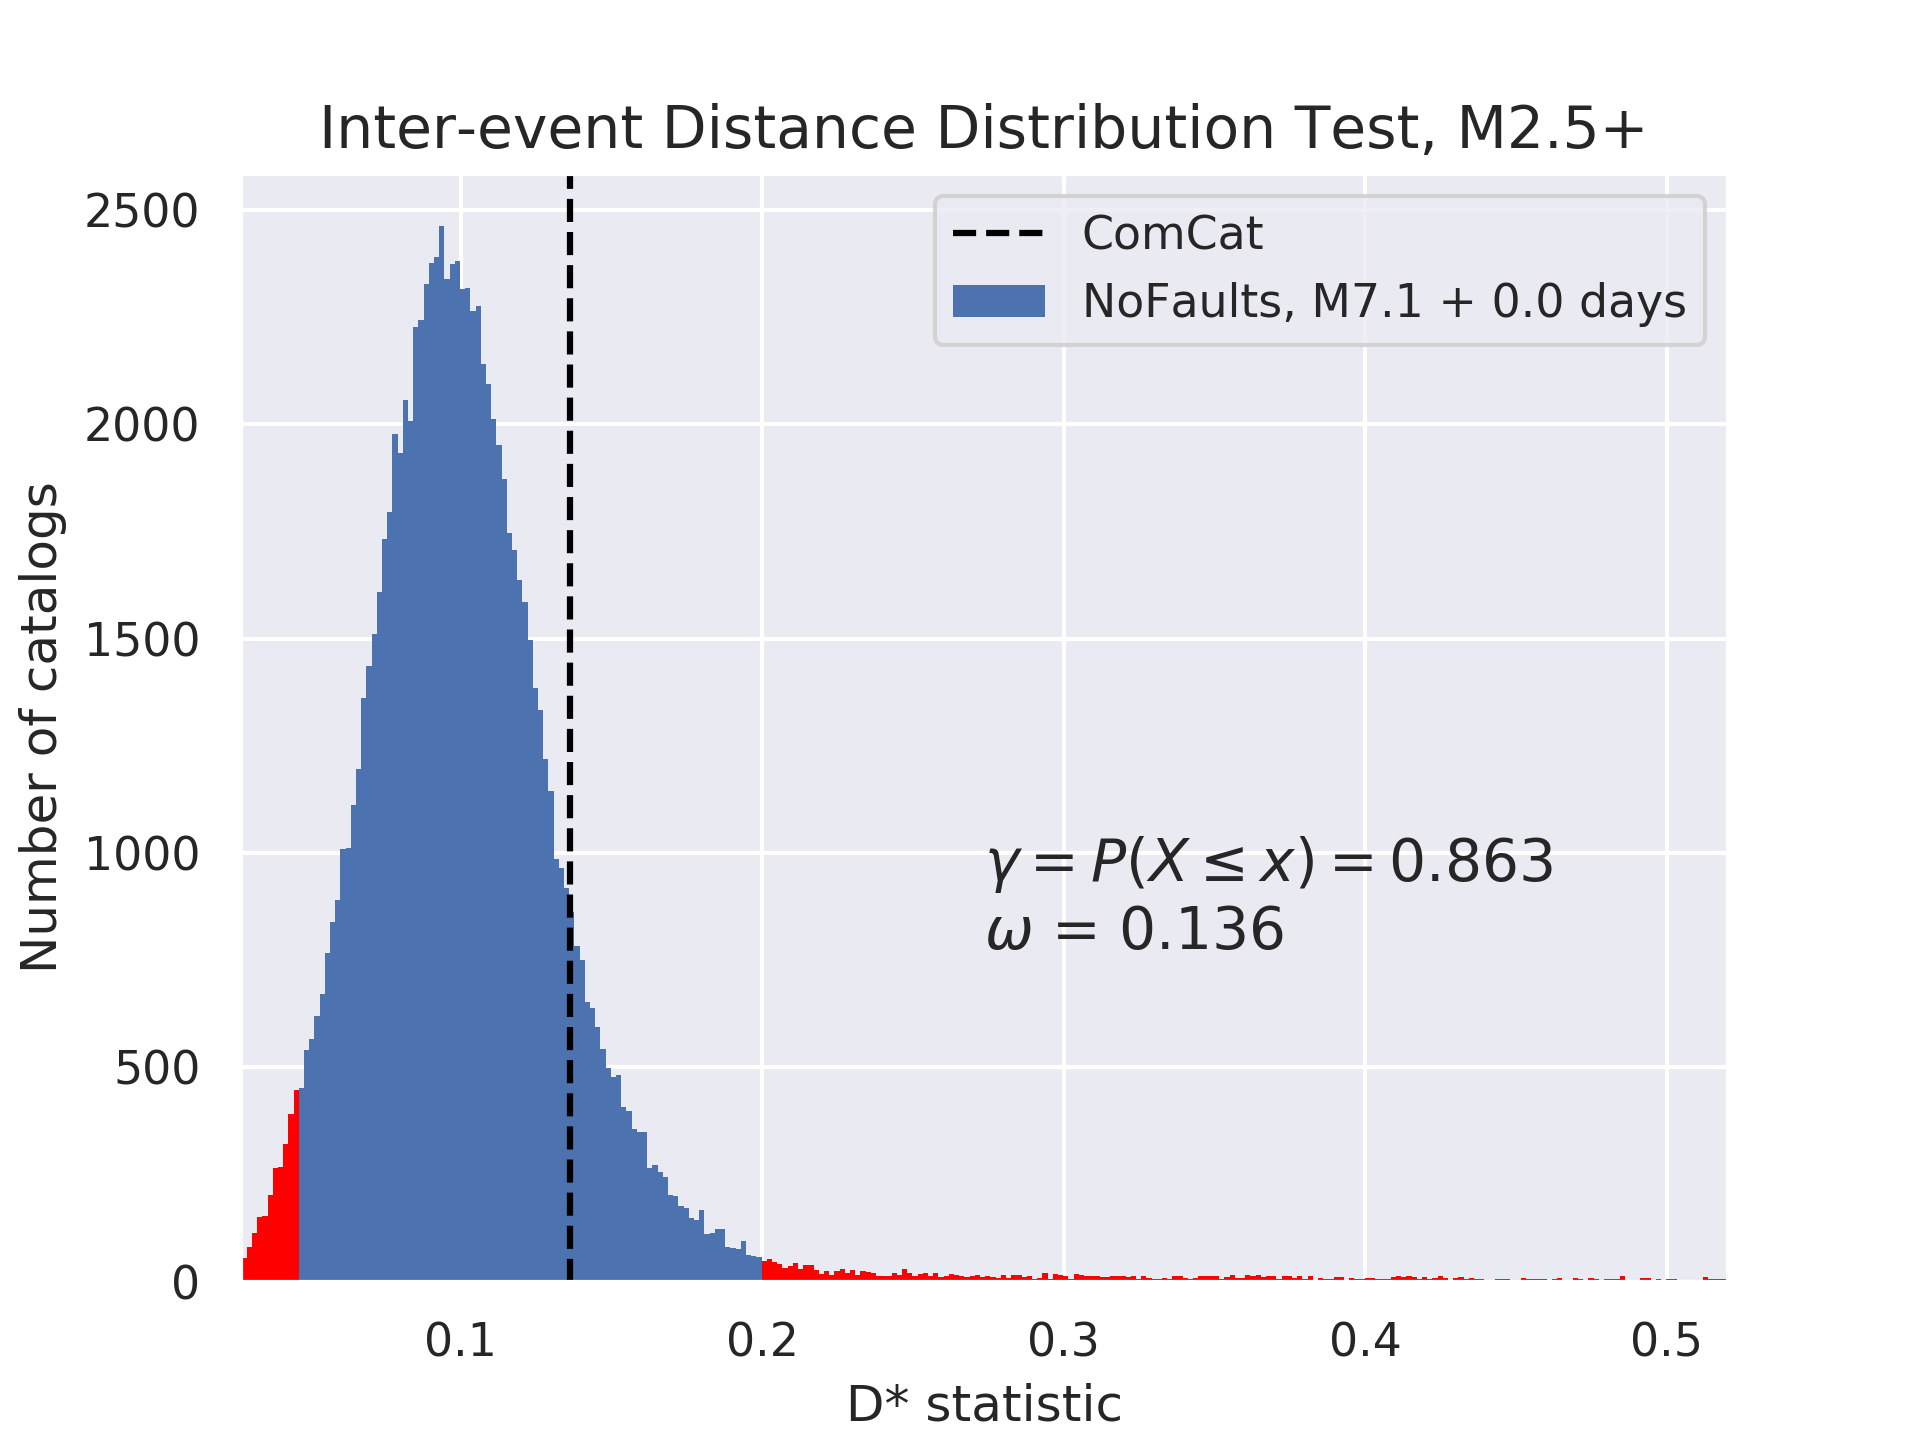 Inter-event Distance Distribution Test, M2.5+
ComCat
NoFaults, M7.1 + 0.0 days
2500
2000
1500
1000
500
0
Number of catalogs
γ = P(X ≤ x) = 0.863
ω = 0.136
0.1 0.2 0.3 0.4 0.5
D* statistic